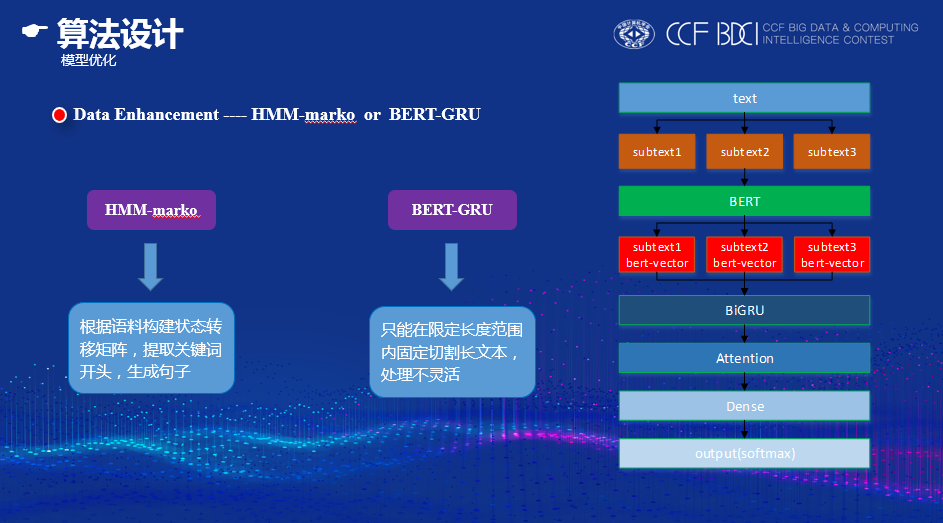 算法设计
模型优化
CCF BDCI
CCF BIG DATA & COMPUTING
INTELLIGENCE CONTEST
Data Enhancement ---- HMM-marko or BERT-GRU
HMM-marko
根据语料构建状态转
移矩阵，提取关键词
开头，生成句子
BERT-GRU
只能在限定长度范围
内固定切割长文本，
处理不灵活
text
subtext1
subtext2
subtext3
BERT
subtext1
bert-vector
subtext2
bert-vector
subtext3
bert-vector
BiGRU
Attention
Dense
output(softmax)